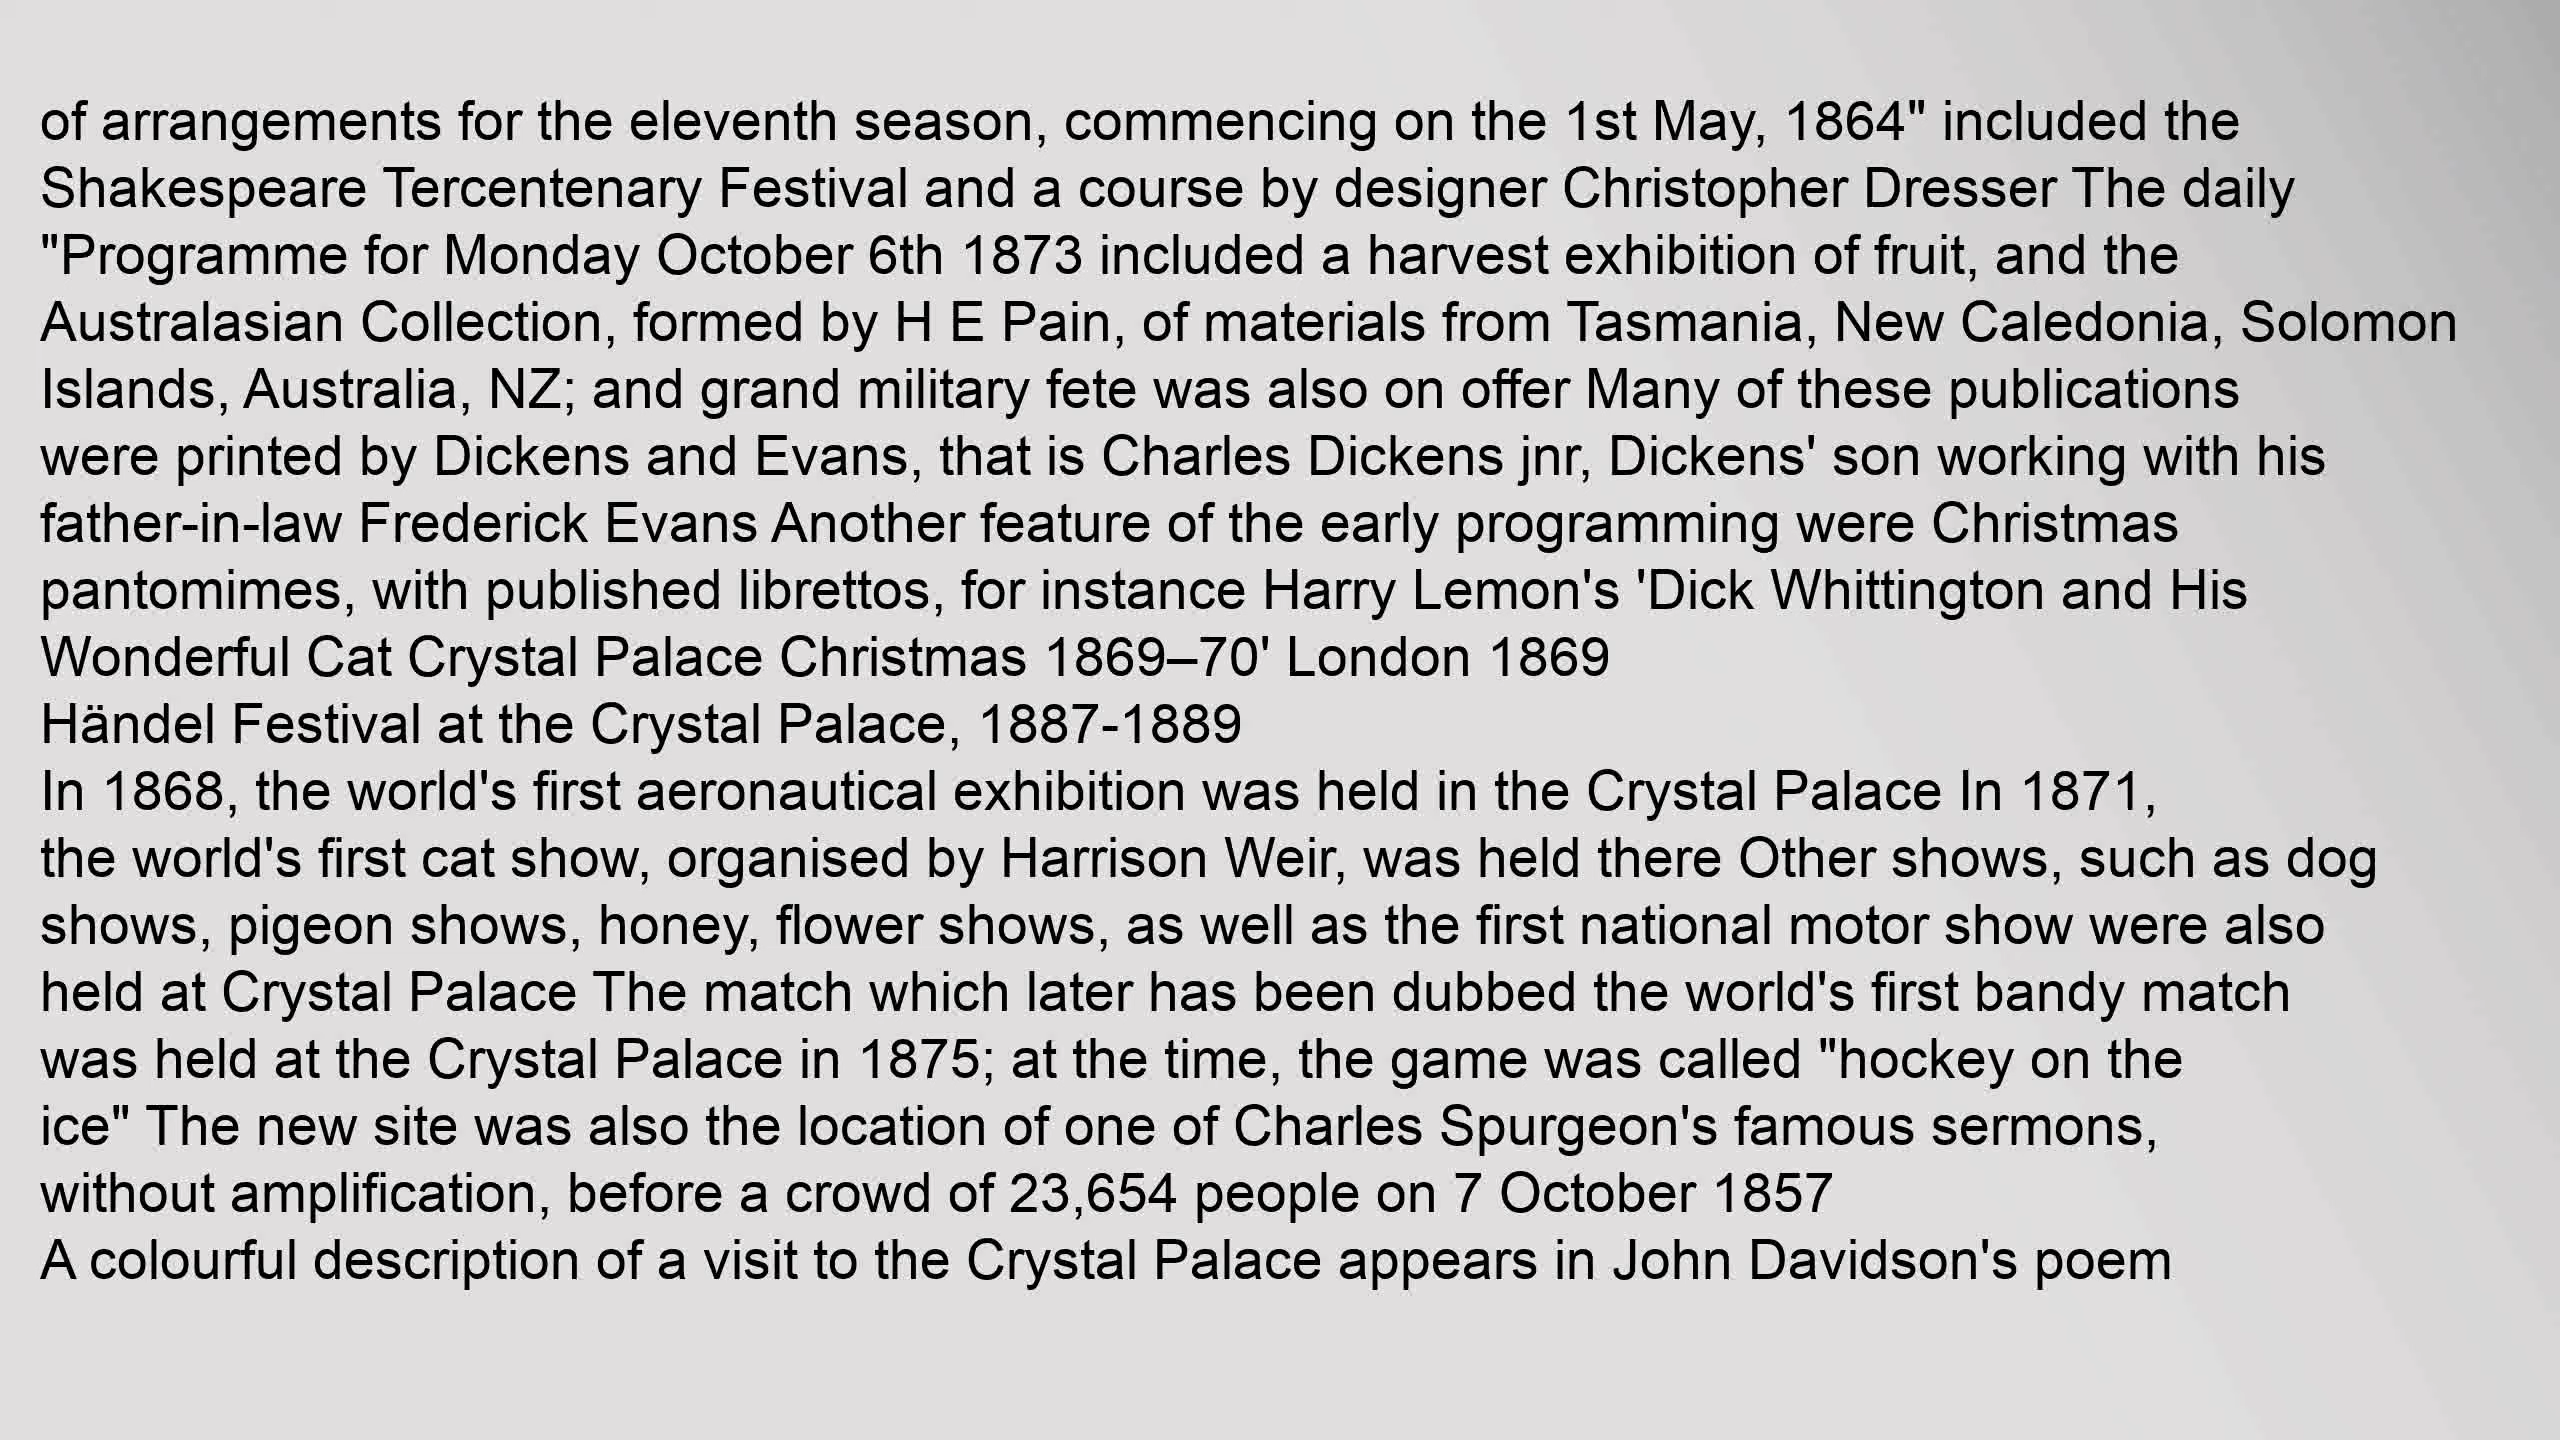 of arrangements for the eleventh season, commencing on the 1st May, 1864" included the
Shakespeare Tercentenary Festival and a course by designer Christopher Dresser The daily
"Programme for Monday October 6th 1873 included a harvest exhibition of fruit, and the
Australasian Collection, formed by H E Pain, of materials from Tasmania, New Caledonia, Solomon
Islands, Australia, NZ; and grand military fete was also on offer Many of these publications
were printed by Dickens and Evans, that is Charles Dickens jnr, Dickens' son working with his
father-in-law Frederick Evans Another feature of the early programming were Christmas
pantomimes, with published librettos, for instance Harry Lemon's 'Dick Whittington and His
Wonderful Cat Crystal Palace Christmas 1869–70' London 1869
Händel Festival at the Crystal Palace, 1887-1889
In 1868, the world's first aeronautical exhibition was held in the Crystal Palace In 1871,
the world's first cat show, organised by Harrison Weir, was held there Other shows, such as dog
shows, pigeon shows, honey, flower shows, as well as the first national motor show were also
held at Crystal Palace The match which later has been dubbed the world's first bandy match
was held at the Crystal Palace in 1875; at the time, the game was called "hockey on the
ice" The new site was also the location of one of Charles Spurgeon's famous sermons,
without amplification, before a crowd of 23,654 people on 7 October 1857
A colourful description of a visit to the Crystal Palace appears in John Davidson's poem